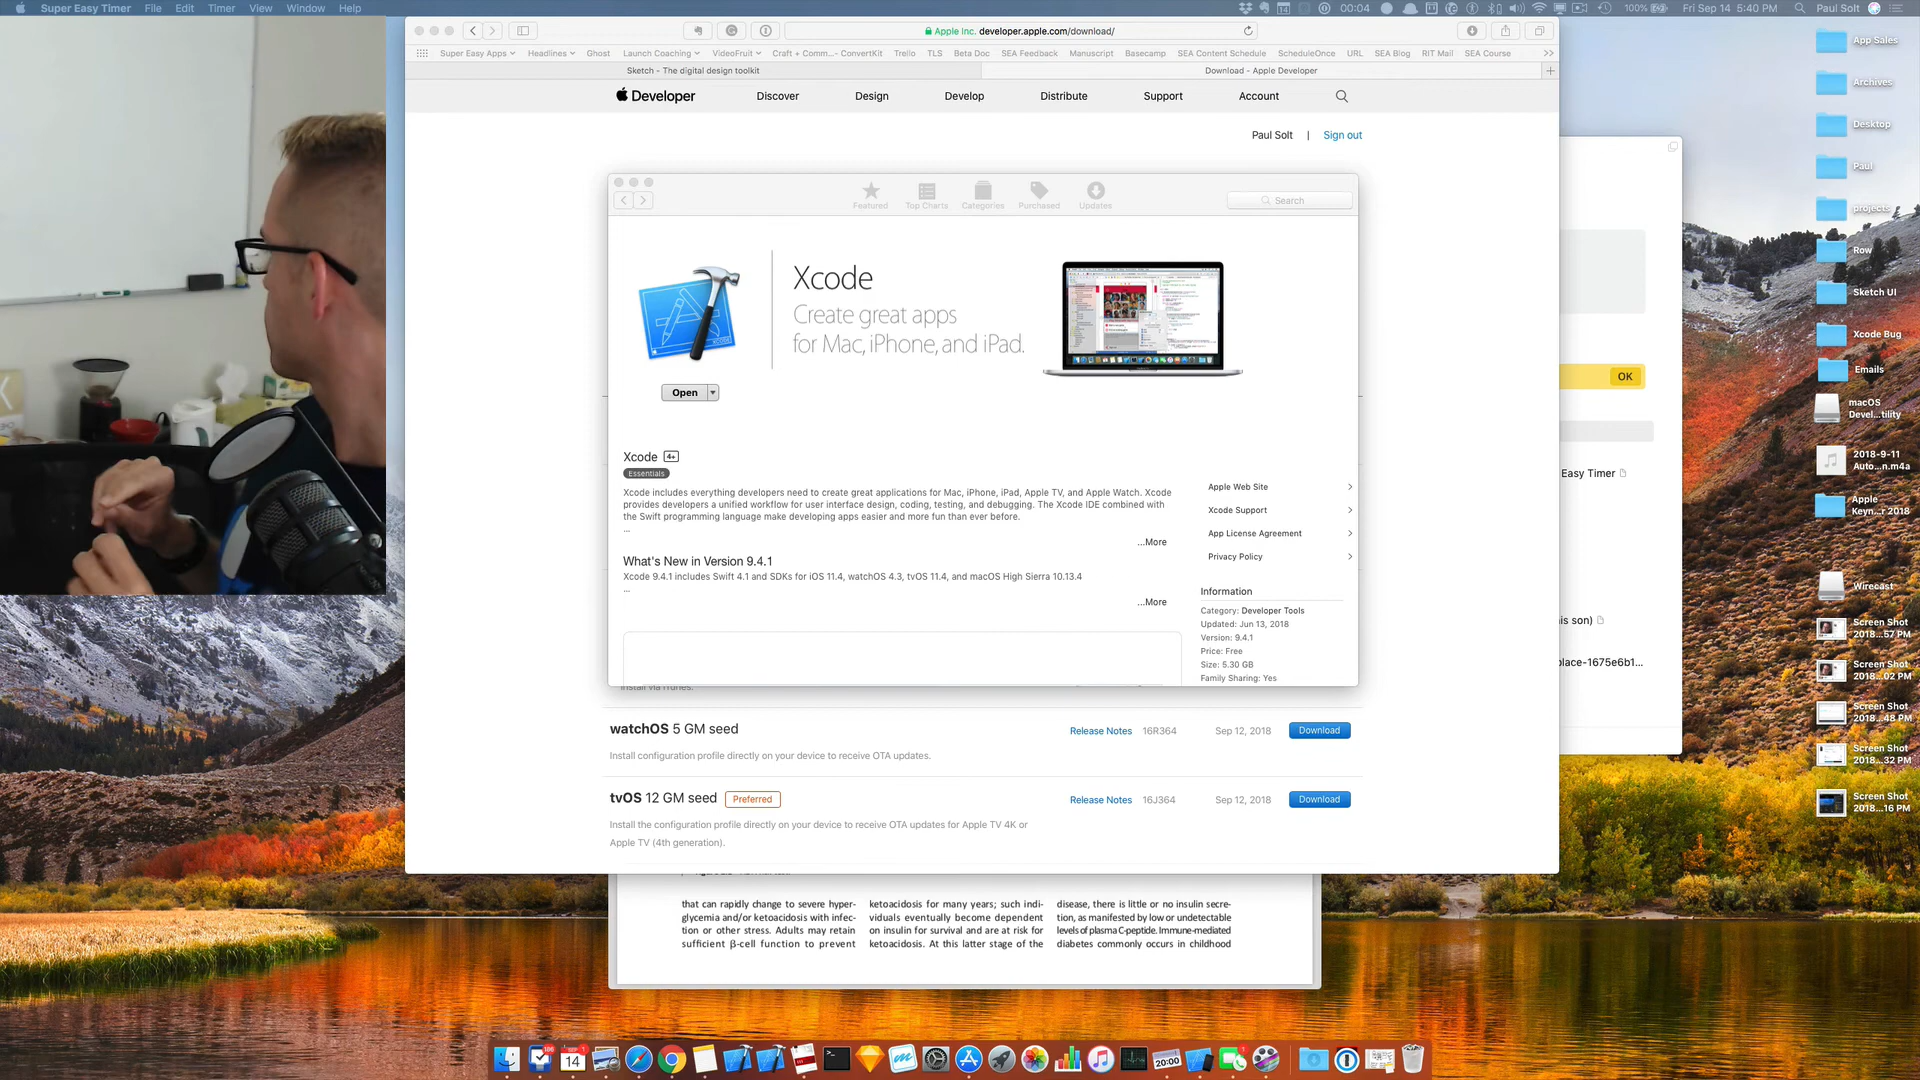 Super Easy Timer File Edit Timer View Window Help
00:04 100% Fri Sep 14 5:40 PM Paul Solt
Apple Inc. developer.apple.com/download/
Super Easy Apps Headlines Ghost Launch Coaching VideoFruit Craft + Comm...- ConvertKit Trello TLS Beta Doc SEA Feedback Manuscript Basecamp SEA Content Schedule ScheduleOnce URL SEA Blog RIT Mail SEA Course
Sketch - The digital design toolkit Download - Apple Developer
Developer Discover Design Develop Distribute Support Account
Paul Solt | Sign out
Featured Top Charts Categories Purchased Updates Search
Xcode
Create great apps
for Mac, iPhone, and iPad.
Open
Xcode 4+
Essentials
Xcode includes everything developers need to create great applications for Mac, iPhone, iPad, Apple TV, and Apple Watch. Xcode
provides developers a unified workflow for user interface design, coding, testing, and debugging. The Xcode IDE combined with
the Swift programming language make developing apps easier and more fun than ever before.
...
...More
What's New in Version 9.4.1
Xcode 9.4.1 includes Swift 4.1 and SDKs for iOS 11.4, watchOS 4.3, tvOS 11.4, and macOS High Sierra 10.13.4
...
...More
Apple Web Site
Xcode Support
App License Agreement
Privacy Policy
Information
Category: Developer Tools
Updated: Jun 13, 2018
Version: 9.4.1
Price: Free
Size: 5.30 GB
Family Sharing: Yes
Install via iTunes.
watchOS 5 GM seed Release Notes 16R364 Sep 12, 2018 Download
Install configuration profile directly on your device to receive OTA updates.
tvOS 12 GM seed Preferred Release Notes 16J364 Sep 12, 2018 Download
Install the configuration profile directly on your device to receive OTA updates for Apple TV 4K or
Apple TV (4th generation).
that can rapidly change to severe hyper-
glycemia and/or ketoacidosis with infec-
tion or other stress. Adults may retain
sufficient β-cell function to prevent
ketoacidosis for many years; such indi-
viduals eventually become dependent
on insulin for survival and are at risk for
ketoacidosis. At this latter stage of the
disease, there is little or no insulin secre-
tion, as manifested by low or undetectable
levels of plasma C-peptide. Immune-mediated
diabetes commonly occurs in childhood
OK
Easy Timer
is son)
lace-1675e6b1...
App Sales
Archives
Desktop
Paul
projects
Row
Sketch UI
Xcode Bug
Emails
macOS
Devel...tility
2018-9-11
Auto...n.m4a
Apple
Keyn...r 2018
Wirecast
Screen Shot
2018...57 PM
Screen Shot
2018...02 PM
Screen Shot
2018...48 PM
Screen Shot
2018...32 PM
Screen Shot
2018...16 PM
14
20:00